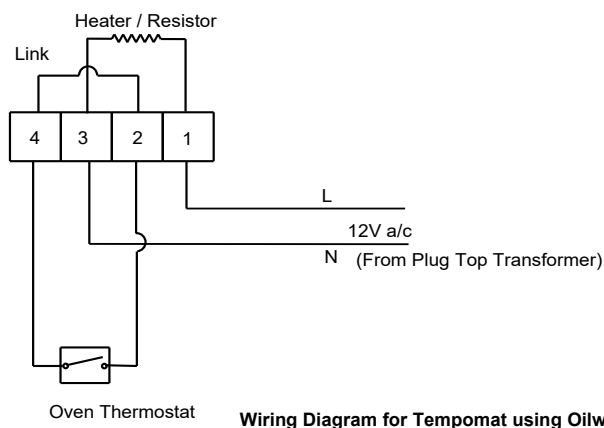 Heater / Resistor
Link
4 3 2 1
L
12V a/c
N (From Plug Top Transformer)
Oven Thermostat
Wiring Diagram for Tempomat using